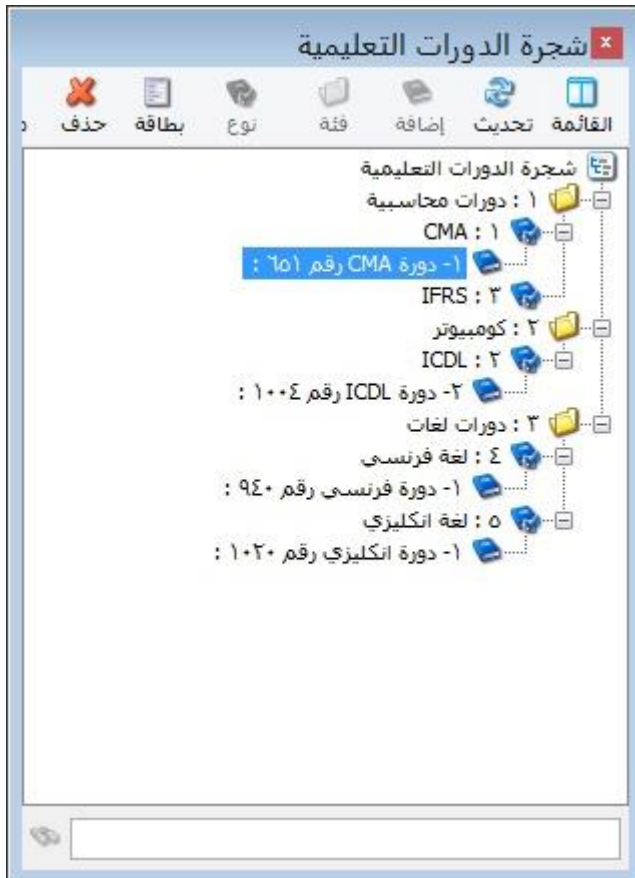 شجرة الدورات التعليمية
القائمة تحديث إضافة فئة نوع بطاقة حذف
شجرة الدورات التعليمية
١ : دورات محاسبية
١ : CMA
١- دورة CMA رقم ٦٥١ :
٣ : IFRS
٢ : كومبيوتر
٢ : ICDL
٢- دورة ICDL رقم ١٠٠٤ :
٣ : دورات لغات
٤ : لغة فرنسي
١- دورة فرنسي رقم ٩٤٠ :
٥ : لغة انكليزي
١- دورة انكليزي رقم ١٠٢٠ :